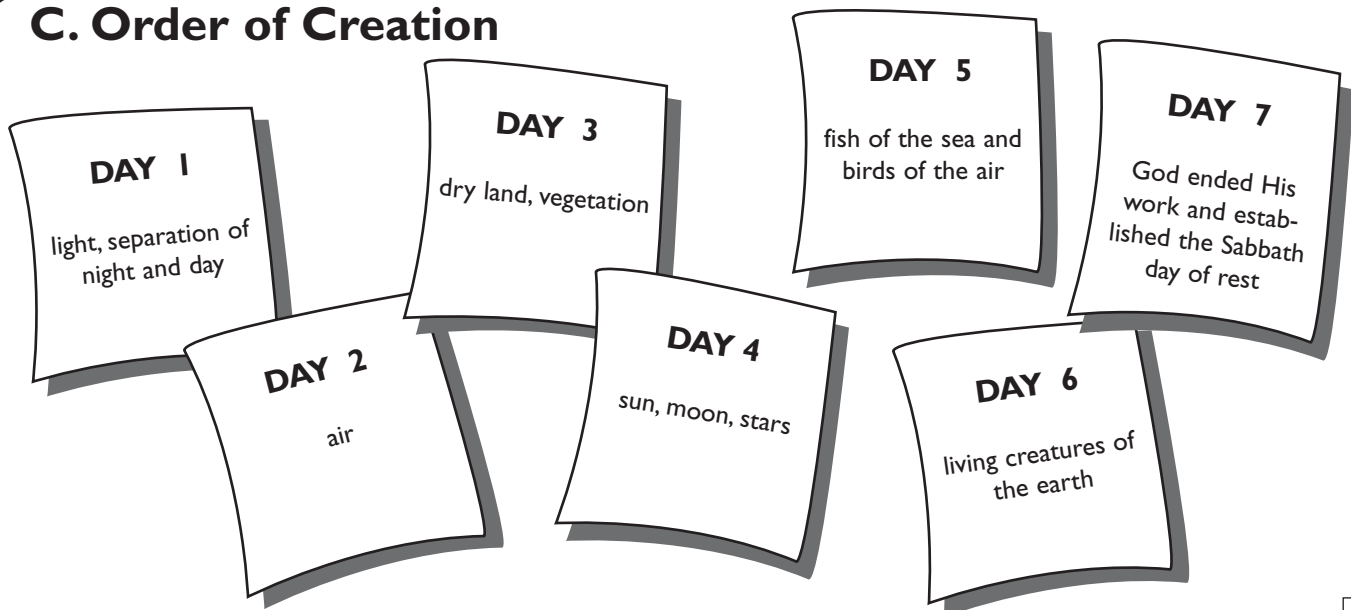 C. Order of Creation
DAY 1
light, separation of
night and day
DAY 2
air
DAY 3
dry land, vegetation
DAY 4
sun, moon, stars
DAY 5
fish of the sea and
birds of the air
DAY 6
living creatures of
the earth
DAY 7
God ended His
work and estab-
lished the Sabbath
day of rest